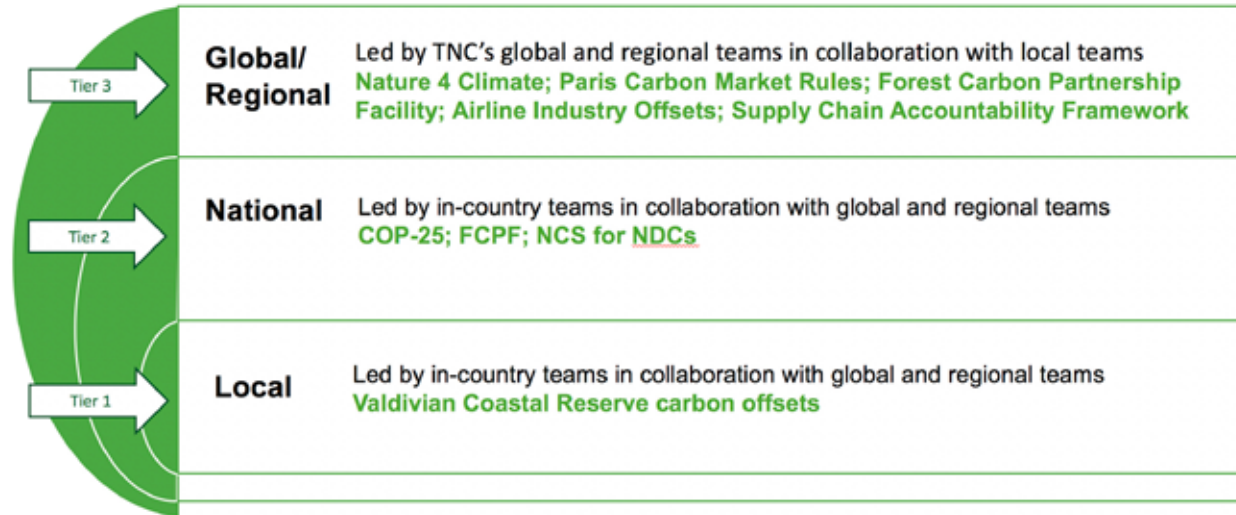 Tier 3
Global/
Regional
Led by TNC's global and regional teams in collaboration with local teams
Nature 4 Climate; Paris Carbon Market Rules; Forest Carbon Partnership
Facility; Airline Industry Offsets; Supply Chain Accountability Framework
Tier 2
National
Led by in-country teams in collaboration with global and regional teams
COP-25; FCPF; NCS for NDCs
Tier 1
Local
Led by in-country teams in collaboration with global and regional teams
Valdivian Coastal Reserve carbon offsets